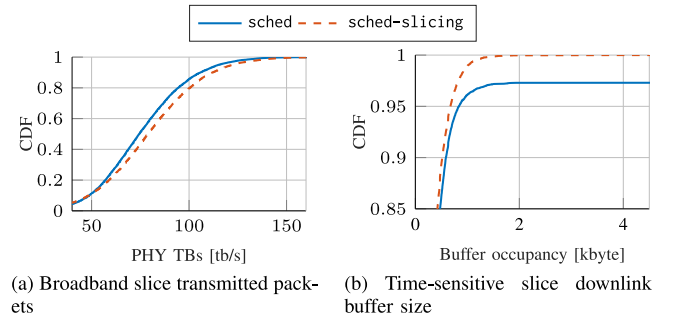 sched sched-slicing
1
0.8
0.6
0.4
0.2
0
CDF
50 100 150
PHY TBs [tb/s]
(a) Broadband slice transmitted pack-
ets
1
0.95
0.9
0.85
CDF
0 2 4
Buffer occupancy [kbyte]
(b) Time-sensitive slice downlink
buffer size